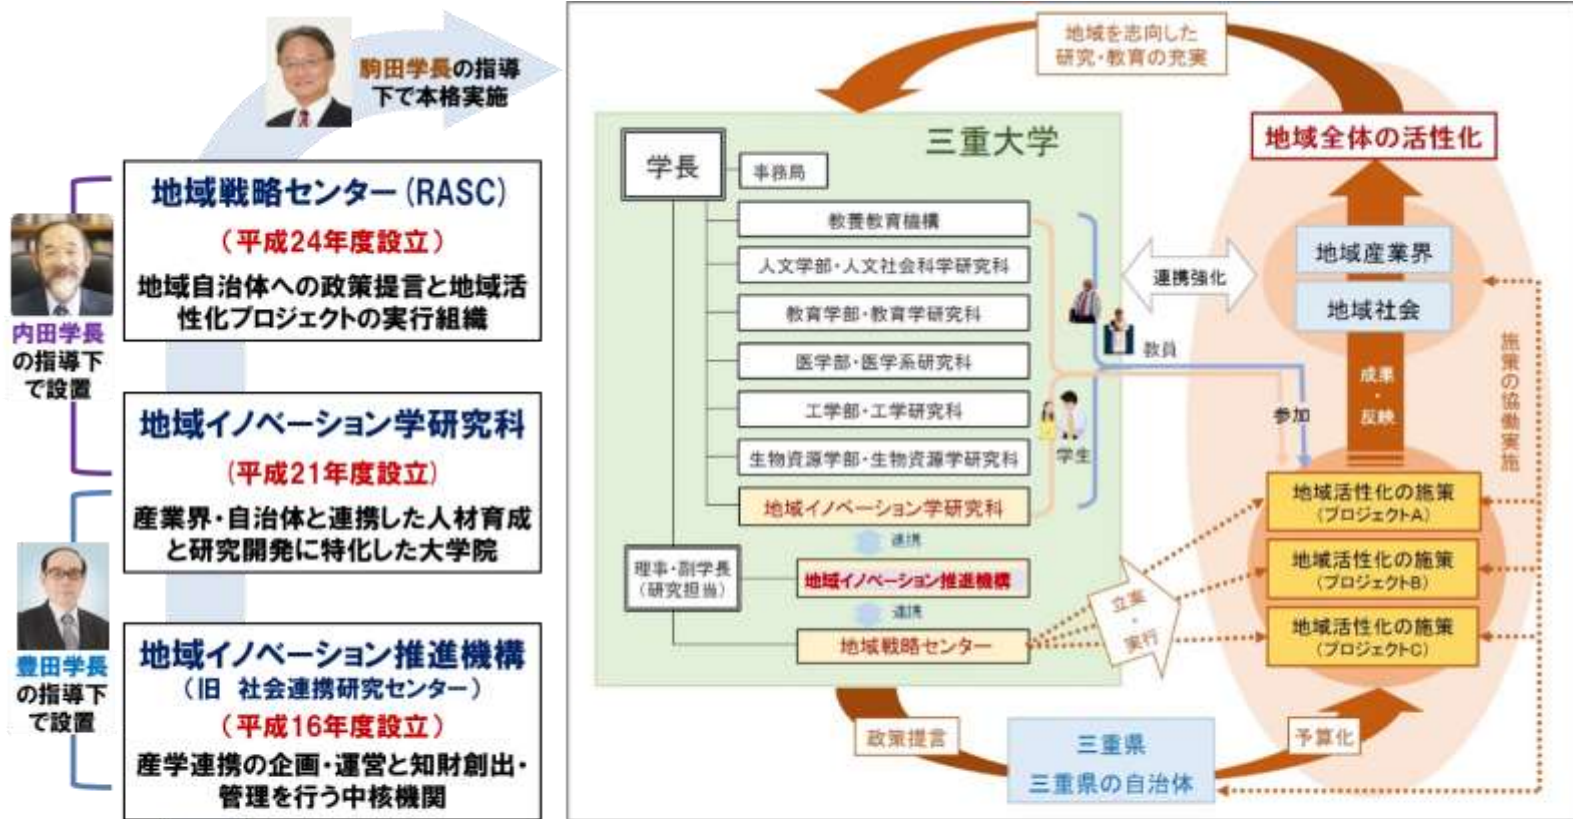 駒田学長の指導
下で本格実施
地域戦略センター(RASC)
(平成24年度設立)
地域自治体への政策提言と地域活
性化プロジェクトの実行組織
内田学長
の指導下
で設置
地域イノベーション学研究科
(平成21年度設立)
産業界・自治体と連携した人材育成
と研究開発に特化した大学院
豊田学長
の指導下
で設置
地域イノベーション推進機構
(旧 社会連携研究センター)
(平成16年度設立)
産学連携の企画・運営と知財創出・
管理を行う中核機関
地域を志向した
研究・教育の充実
三重大学
学長
事務局
教養教育機構
人文学部・人文社会科学研究科
教育学部・教育学研究科
医学部・医学系研究科
工学部・工学研究科
生物資源学部・生物資源学研究科
地域イノベーション学研究科
連携
理事・副学長
(研究担当)
地域イノベーション推進機構
連携
地域戦略センター
教員
学生
連携強化
参加
立案
・
実行
地域全体の活性化
地域産業界
地域社会
成果
・
反映
施策の協働実施
地域活性化の施策
(プロジェクトA)
地域活性化の施策
(プロジェクトB)
地域活性化の施策
(プロジェクトC)
政策提言
三重県
三重県の自治体
予算化